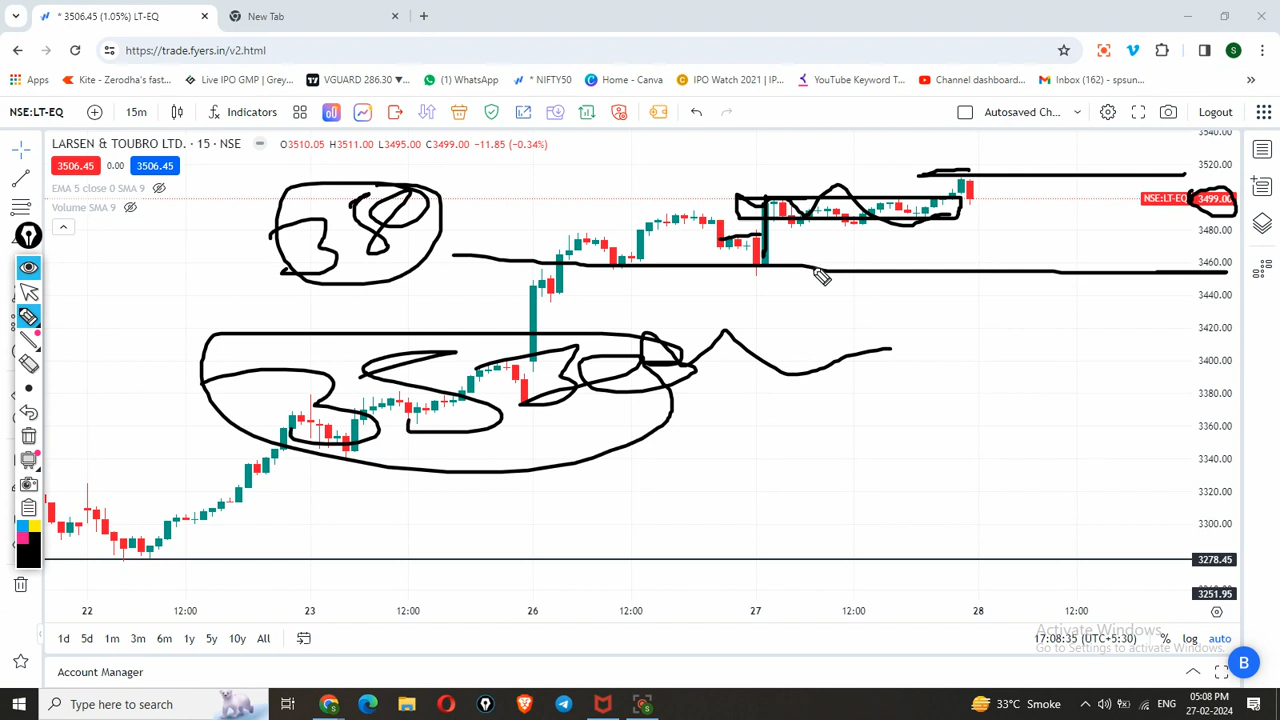 * 3506.45 (1.05%) LT-EQ
New Tab
https://trade.fyers.in/v2.html
S
Apps
Kite - Zerodha's fast...
Live IPO GMP | Grey...
VGUARD 286.30 ▼...
(1) WhatsApp
* NIFTY50
Home - Canva
IPO Watch 2021 | IP...
YouTube Keyword T...
Channel dashboard...
Inbox (162) - spsun...
NSE:LT-EQ
15m
Indicators
Autosaved Ch...
Logout
LARSEN & TOUBRO LTD. · 15 · NSE
O3510.05 H3511.00 L3495.00 C3499.00 -11.85 (-0.34%)
3506.45
0.00
3506.45
EMA 5 close 0 SMA 9
Volume SMA 9
3540.00
3520.00
NSE:LT-EQ
3499.00
3480.00
3460.00
3440.00
3420.00
3400.00
3380.00
3360.00
3340.00
3320.00
3300.00
3278.45
3251.95
38
3530
22
12:00
23
12:00
26
12:00
27
12:00
28
12:00
1d 5d 1m 3m 6m 1y 5y 10y All
17:08:35 (UTC+5:30)
%
log
auto
Activate Windows
Go to Settings to activate Windows.
Account Manager
B
Type here to search
33°C Smoke
ENG
05:08 PM
27-02-2024